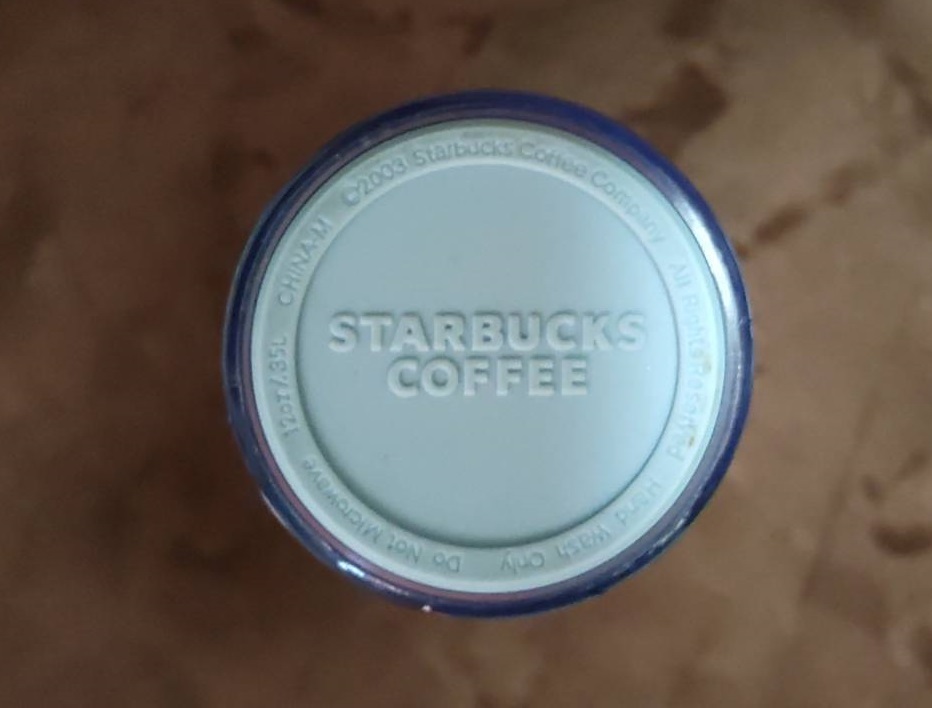 STARBUCKS
COFFEE
©2003 Starbucks Coffee Company
All Rights Reserved
Hand Wash Only
Do Not Microwave
12oz/.35L
CHINA-M